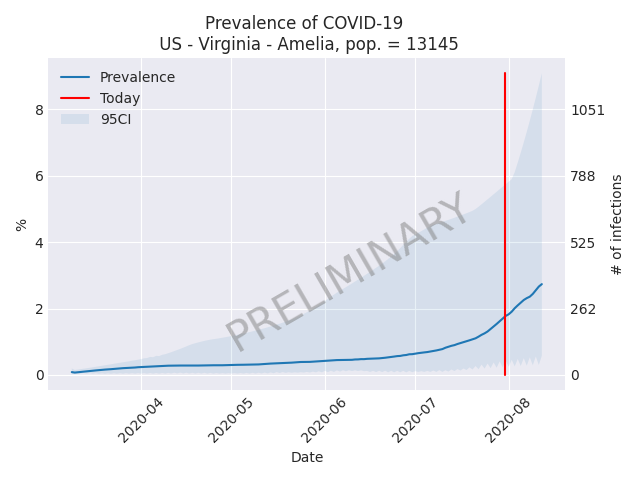 Prevalence of COVID-19
US - Virginia - Amelia, pop. = 13145
Prevalence
Today
95CI
8
6
4
2
0
%
1051
788
525
262
0
# of infections
PRELIMINARY
2020-04
2020-05
2020-06
2020-07
2020-08
Date